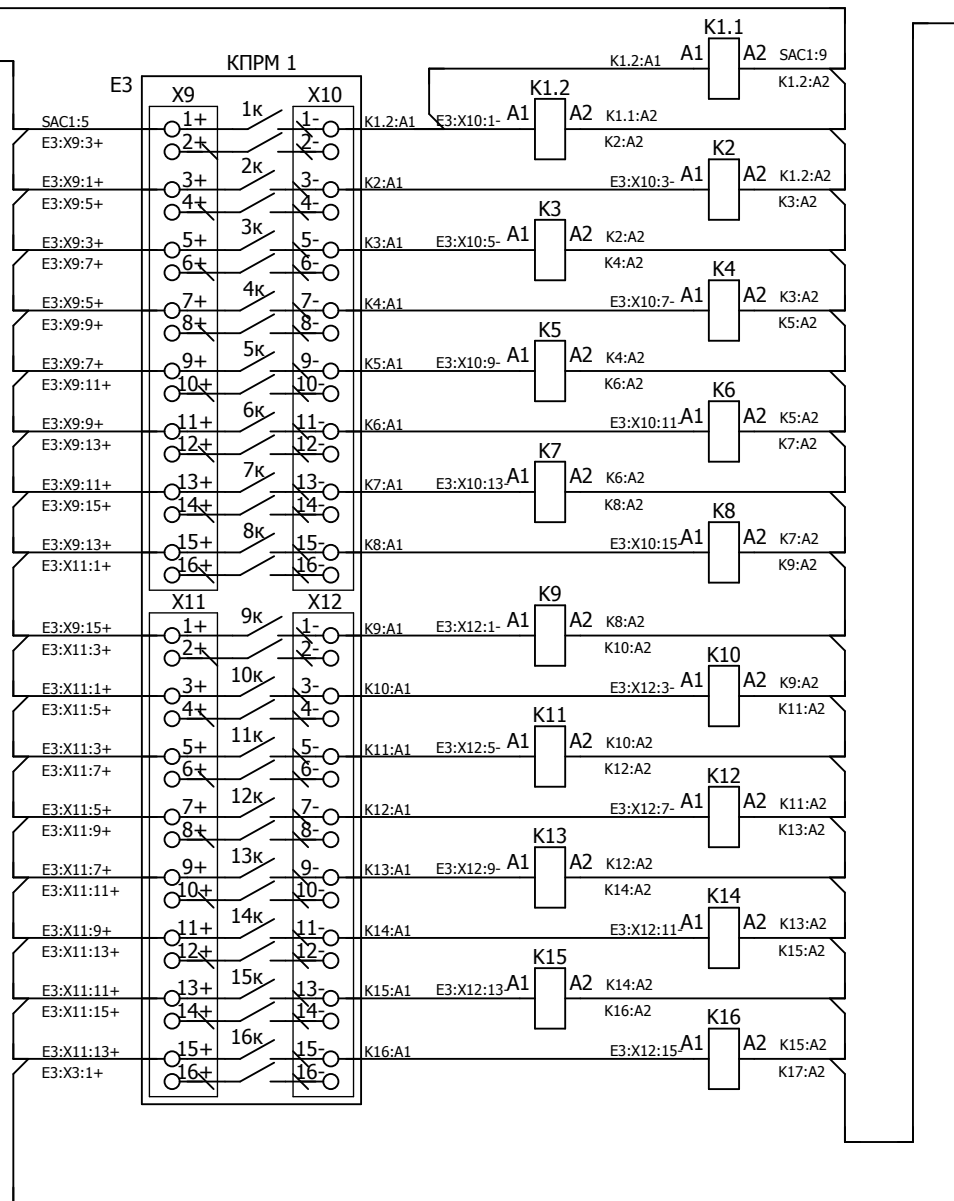 K1.1
K1.2:A1 A1 A2 SAC1:9
K1.2:A2
КПРМ 1
E3
X9 X10
K1.2
SAC1:5 1+ 1к 1- K1.2:A1 E3:X10:1- A1 A2 K1.1:A2
E3:X9:3+ 2+ 2- K2:A2
K2
E3:X9:1+ 3+ 2к 3- K2:A1 E3:X10:3- A1 A2 K1.2:A2
E3:X9:5+ 4+ 4- K3:A2
K3
E3:X9:3+ 5+ 3к 5- K3:A1 E3:X10:5- A1 A2 K2:A2
E3:X9:7+ 6+ 6- K4:A2
K4
E3:X9:5+ 7+ 4к 7- K4:A1 E3:X10:7- A1 A2 K3:A2
E3:X9:9+ 8+ 8- K5:A2
K5
E3:X9:7+ 9+ 5к 9- K5:A1 E3:X10:9- A1 A2 K4:A2
E3:X9:11+ 10+ 10- K6:A2
K6
E3:X9:9+ 11+ 6к 11- K6:A1 E3:X10:11- A1 A2 K5:A2
E3:X9:13+ 12+ 12- K7:A2
K7
E3:X9:11+ 13+ 7к 13- K7:A1 E3:X10:13- A1 A2 K6:A2
E3:X9:15+ 14+ 14- K8:A2
K8
E3:X9:13+ 15+ 8к 15- K8:A1 E3:X10:15- A1 A2 K7:A2
E3:X11:1+ 16+ 16- K9:A2
X11 X12
K9
E3:X9:15+ 1+ 9к 1- K9:A1 E3:X12:1- A1 A2 K8:A2
E3:X11:3+ 2+ 2- K10:A2
K10
E3:X11:1+ 3+ 10к 3- K10:A1 E3:X12:3- A1 A2 K9:A2
E3:X11:5+ 4+ 4- K11:A2
K11
E3:X11:3+ 5+ 11к 5- K11:A1 E3:X12:5- A1 A2 K10:A2
E3:X11:7+ 6+ 6- K12:A2
K12
E3:X11:5+ 7+ 12к 7- K12:A1 E3:X12:7- A1 A2 K11:A2
E3:X11:9+ 8+ 8- K13:A2
K13
E3:X11:7+ 9+ 13к 9- K13:A1 E3:X12:9- A1 A2 K12:A2
E3:X11:11+ 10+ 10- K14:A2
K14
E3:X11:9+ 11+ 14к 11- K14:A1 E3:X12:11- A1 A2 K13:A2
E3:X11:13+ 12+ 12- K15:A2
K15
E3:X11:11+ 13+ 15к 13- K15:A1 E3:X12:13- A1 A2 K14:A2
E3:X11:15+ 14+ 14- K16:A2
K16
E3:X11:13+ 15+ 16к 15- K16:A1 E3:X12:15- A1 A2 K15:A2
E3:X3:1+ 16+ 16- K17:A2